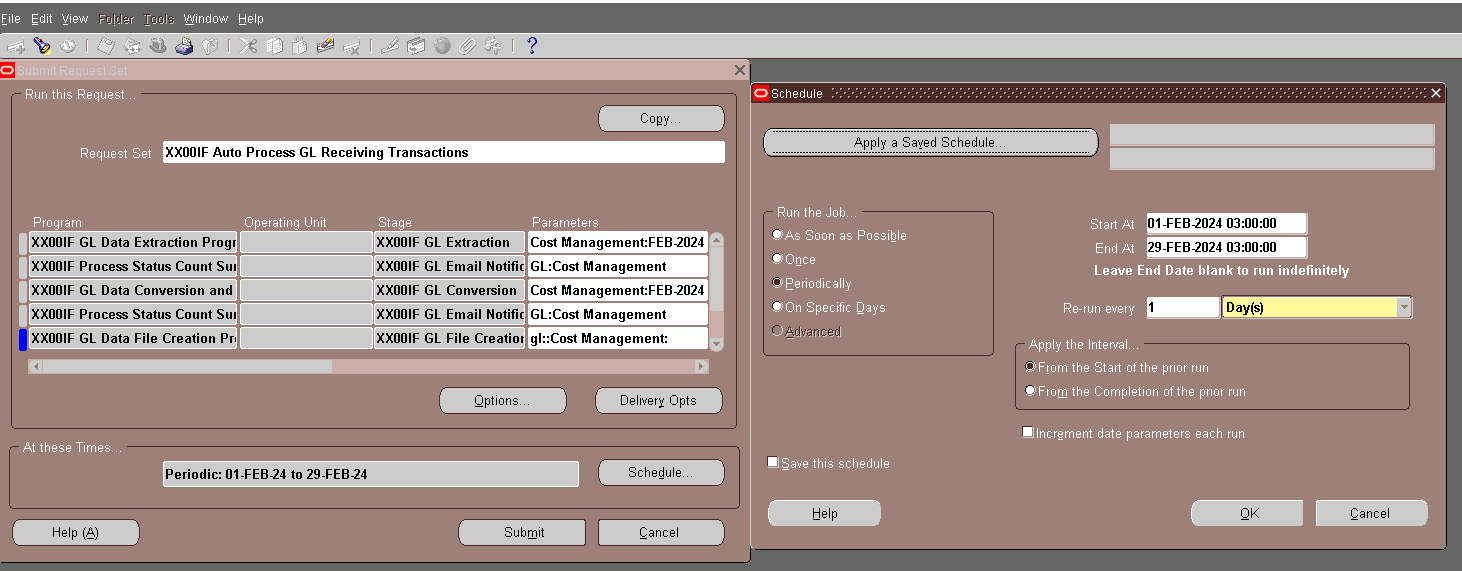 File Edit View Folder Tools Window Help
Submit Request Set
Run this Request...
Copy...
Request Set XX00IF Auto Process GL Receiving Transactions
Program Operating Unit Stage Parameters
XX00IF GL Data Extraction Progr XX00IF GL Extraction Cost Management:FEB-2024
XX00IF Process Status Count Sur XX00IF GL Email Notific GL:Cost Management
XX00IF GL Data Conversion and XX00IF GL Conversion Cost Management:FEB-2024
XX00IF Process Status Count Sur XX00IF GL Email Notific GL:Cost Management
XX00IF GL Data File Creation Pr XX00IF GL File Creation gl::Cost Management:
Options... Delivery Opts
At these Times...
Periodic: 01-FEB-24 to 29-FEB-24 Schedule...
Help (A) Submit Cancel
Schedule
Apply a Saved Schedule...
Run the Job...
As Soon as Possible
Once
Periodically
On Specific Days
Advanced
Start At 01-FEB-2024 03:00:00
End At 29-FEB-2024 03:00:00
Leave End Date blank to run indefinitely
Re-run every 1 Day(s)
Apply the Interval...
From the Start of the prior run
From the Completion of the prior run
Increment date parameters each run
Save this schedule
Help OK Cancel